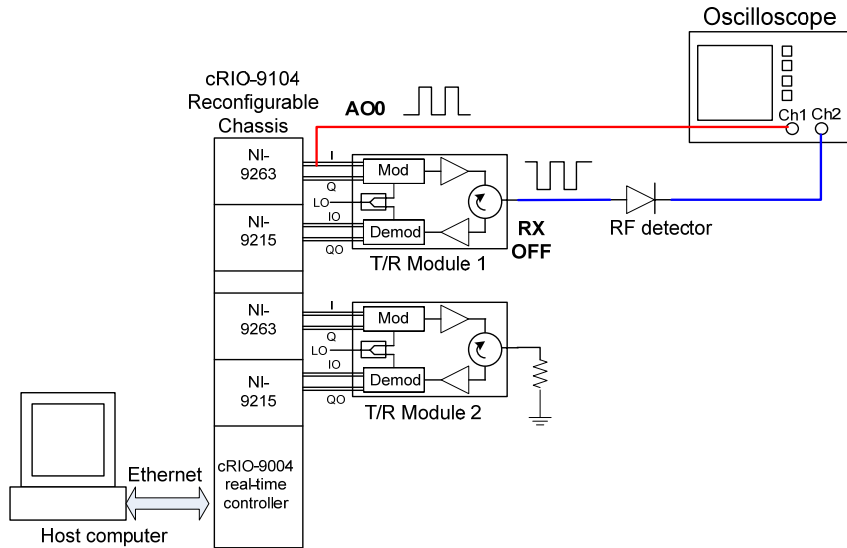 Oscilloscope
Ch1 Ch2
cRIO-9104
Reconfigurable
Chassis
AO0
NI-
9263
I
Q
LO
IO
QO
Mod
Demod
NI-
9215
T/R Module 1
RX
OFF
RF detector
NI-
9263
I
Q
LO
IO
QO
Mod
Demod
NI-
9215
T/R Module 2
cRIO-9004
real-time
controller
Ethernet
Host computer